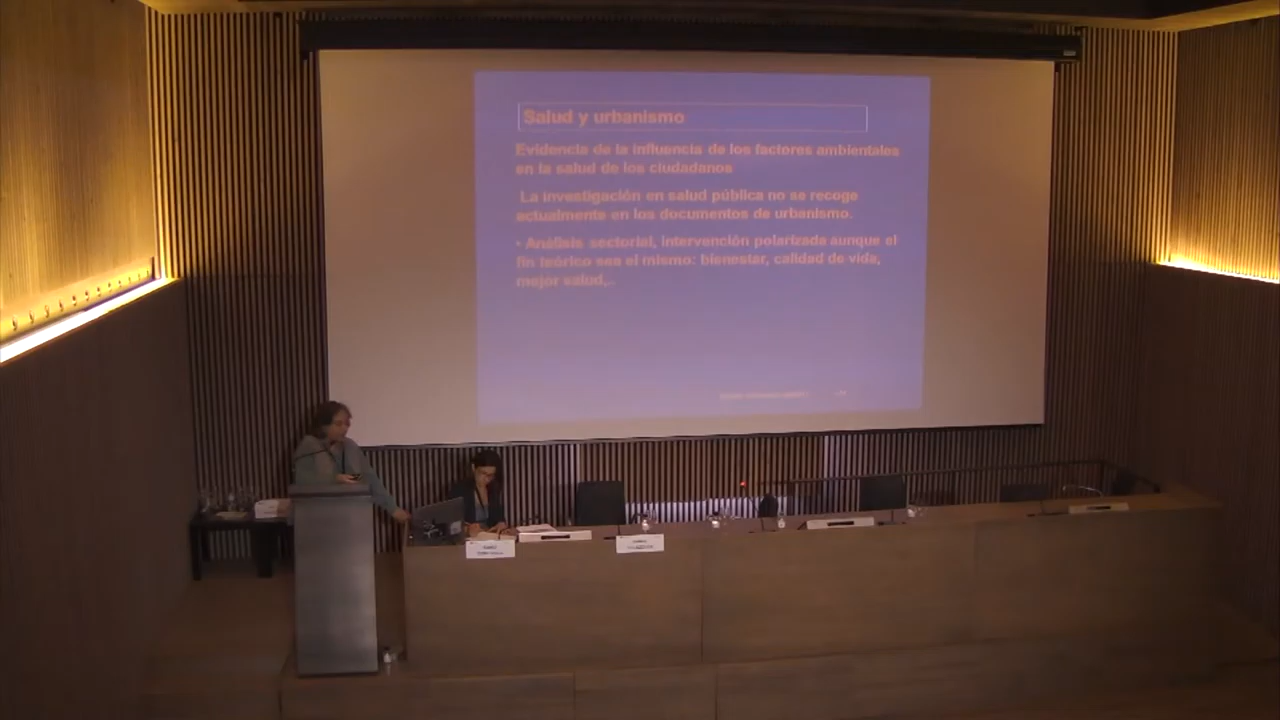 Salud y urbanismo
Evidencia de la influencia de los factores ambientales
en la salud de los ciudadanos
La investigación en salud pública no se recoge
actualmente en los documentos de urbanismo.
• Análisis sectorial, intervención polarizada aunque el
fin teórico sea el mismo: bienestar, calidad de vida,
mejor salud,..